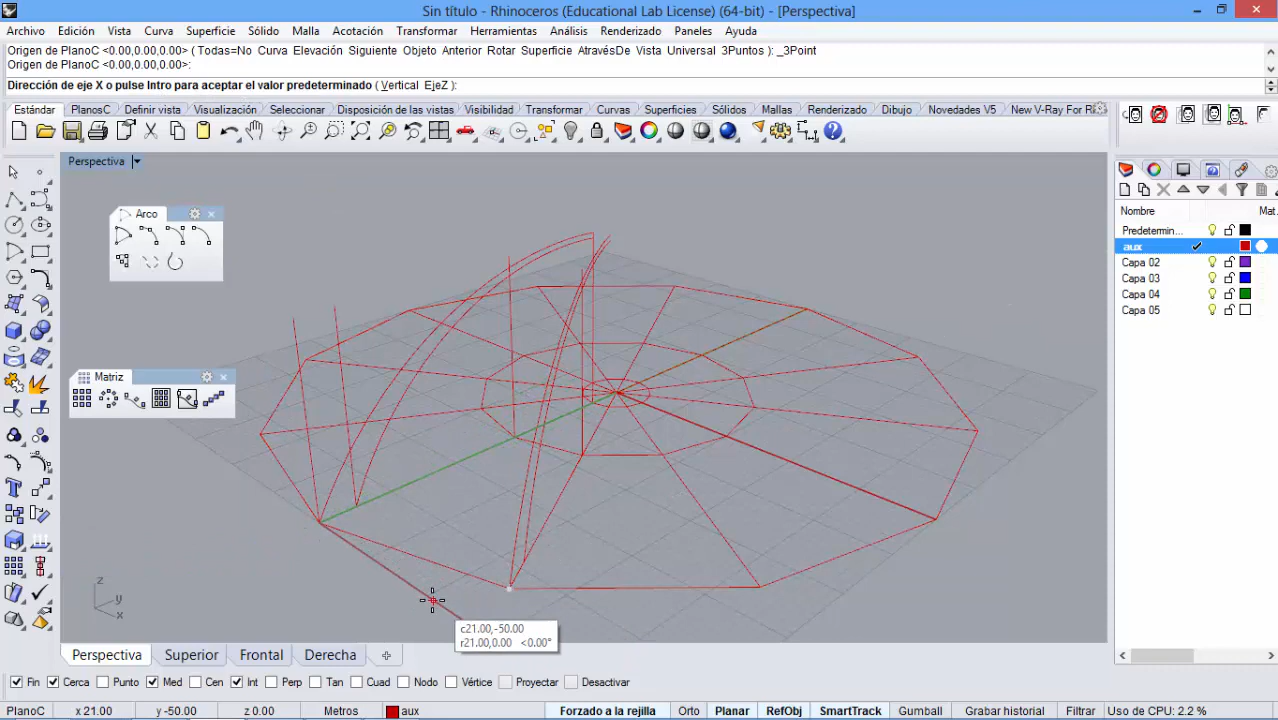 Sin título - Rhinoceros (Educational Lab License) (64-bit) - [Perspectiva]
Archivo Edición Vista Curva Superficie Sólido Malla Acotación Transformar Herramientas Análisis Renderizado Paneles Ayuda
Origen de PlanoC <0.00,0.00,0.00> ( Todas=No Curva Elevación Siguiente Objeto Anterior Rotar Superficie AtravésDe Vista Universal 3Puntos ): _3Point
Origen de PlanoC <0.00,0.00,0.00>:
Dirección de eje X o pulse Intro para aceptar el valor predeterminado ( Vertical EjeZ ):
Estándar PlanosC Definir vista Visualización Seleccionar Disposición de las vistas Visibilidad Transformar Curvas Superficies Sólidos Mallas Renderizado Dibujo Novedades V5 New V-Ray For Rl
Perspectiva
Arco
Matriz
Nombre Mat
Predetermin...
aux
Capa 02
Capa 03
Capa 04
Capa 05
z
y
x
c21.00,-50.00
r21.00,0.00 <0.00°
Perspectiva Superior Frontal Derecha
Fin Cerca Punto Med Cen Int Perp Tan Cuad Nodo Vértice Proyectar Desactivar
PlanoC x 21.00 y -50.00 z 0.00 Metros aux Forzado a la rejilla Orto Planar RefObj SmartTrack Gumball Grabar historial Filtrar Uso de CPU: 2.2 %